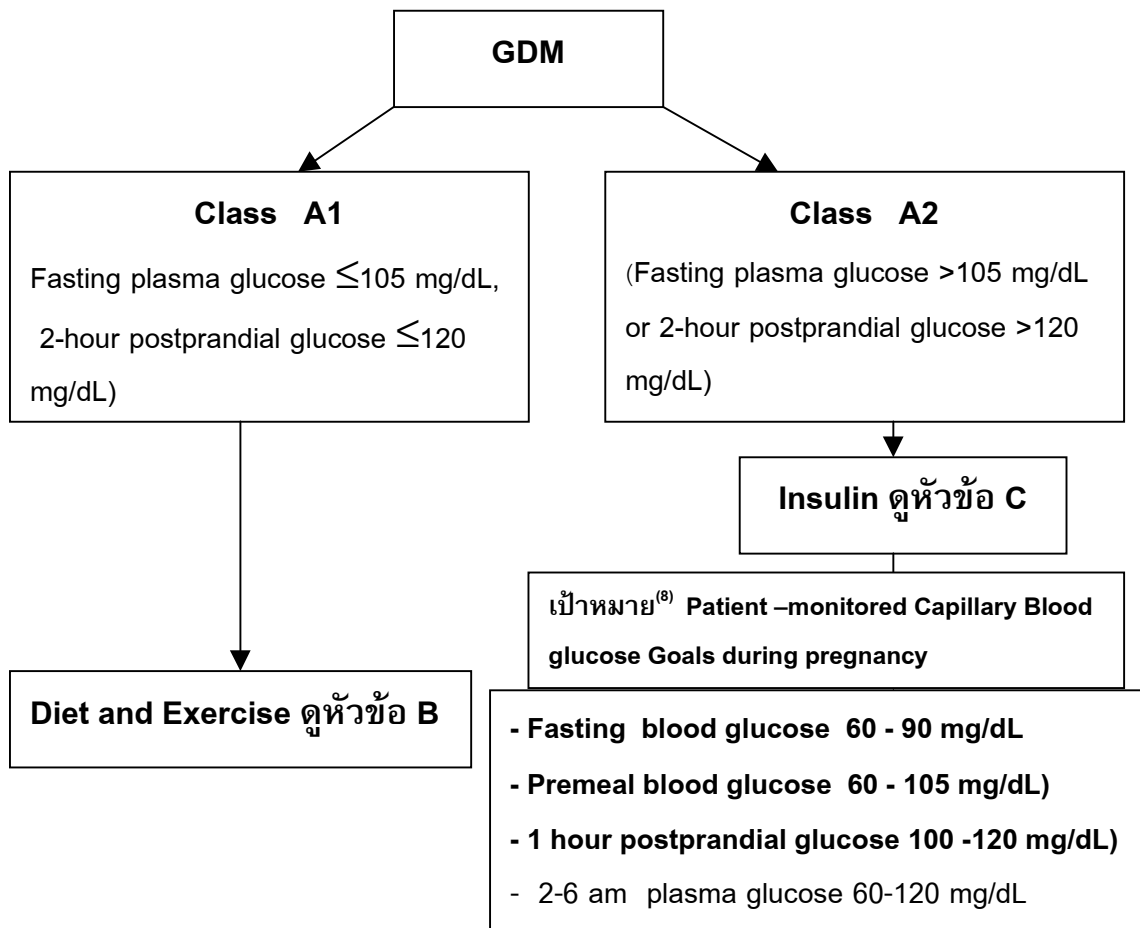 GDM
Class A1
Fasting plasma glucose ≤105 mg/dL,
2-hour postprandial glucose ≤120
mg/dL)
Class A2
(Fasting plasma glucose >105 mg/dL
or 2-hour postprandial glucose >120
mg/dL)
Insulin ดูหัวข้อ C
เป้าหมาย(8) Patient –monitored Capillary Blood
glucose Goals during pregnancy
Diet and Exercise ดูหัวข้อ B
- Fasting blood glucose 60 - 90 mg/dL
- Premeal blood glucose 60 - 105 mg/dL)
- 1 hour postprandial glucose 100 -120 mg/dL)
- 2-6 am plasma glucose 60-120 mg/dL